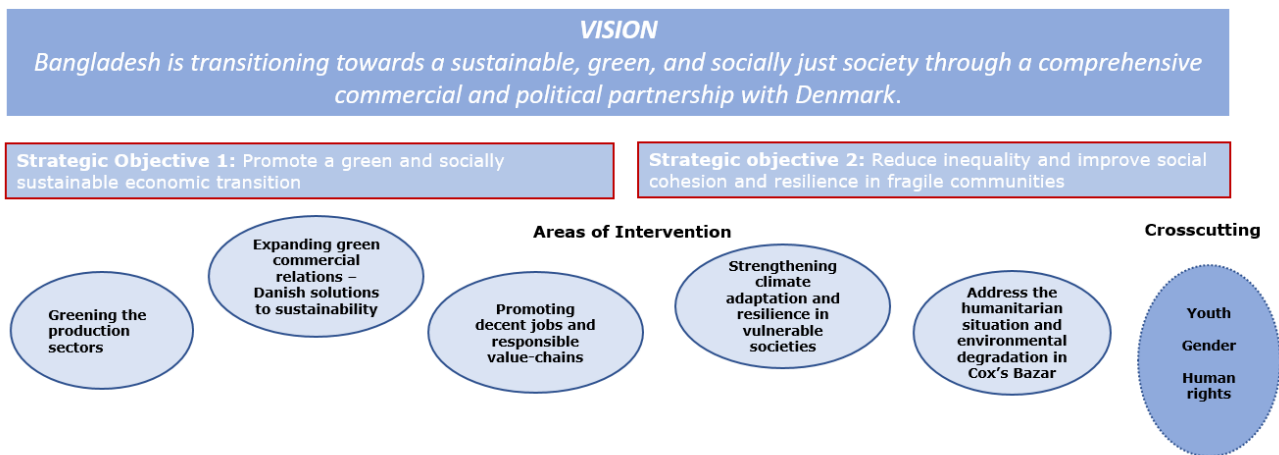 VISION
Bangladesh is transitioning towards a sustainable, green, and socially just society through a comprehensive
commercial and political partnership with Denmark.
Strategic Objective 1: Promote a green and socially
sustainable economic transition
Strategic objective 2: Reduce inequality and improve social
cohesion and resilience in fragile communities
Areas of Intervention
Crosscutting
Greening the
production
sectors
Expanding green
commercial
relations –
Danish solutions
to sustainability
Promoting
decent jobs and
responsible
value-chains
Strengthening
climate
adaptation and
resilience in
vulnerable
societies
Address the
humanitarian
situation and
environmental
degradation in
Cox's Bazar
Youth
Gender
Human
rights